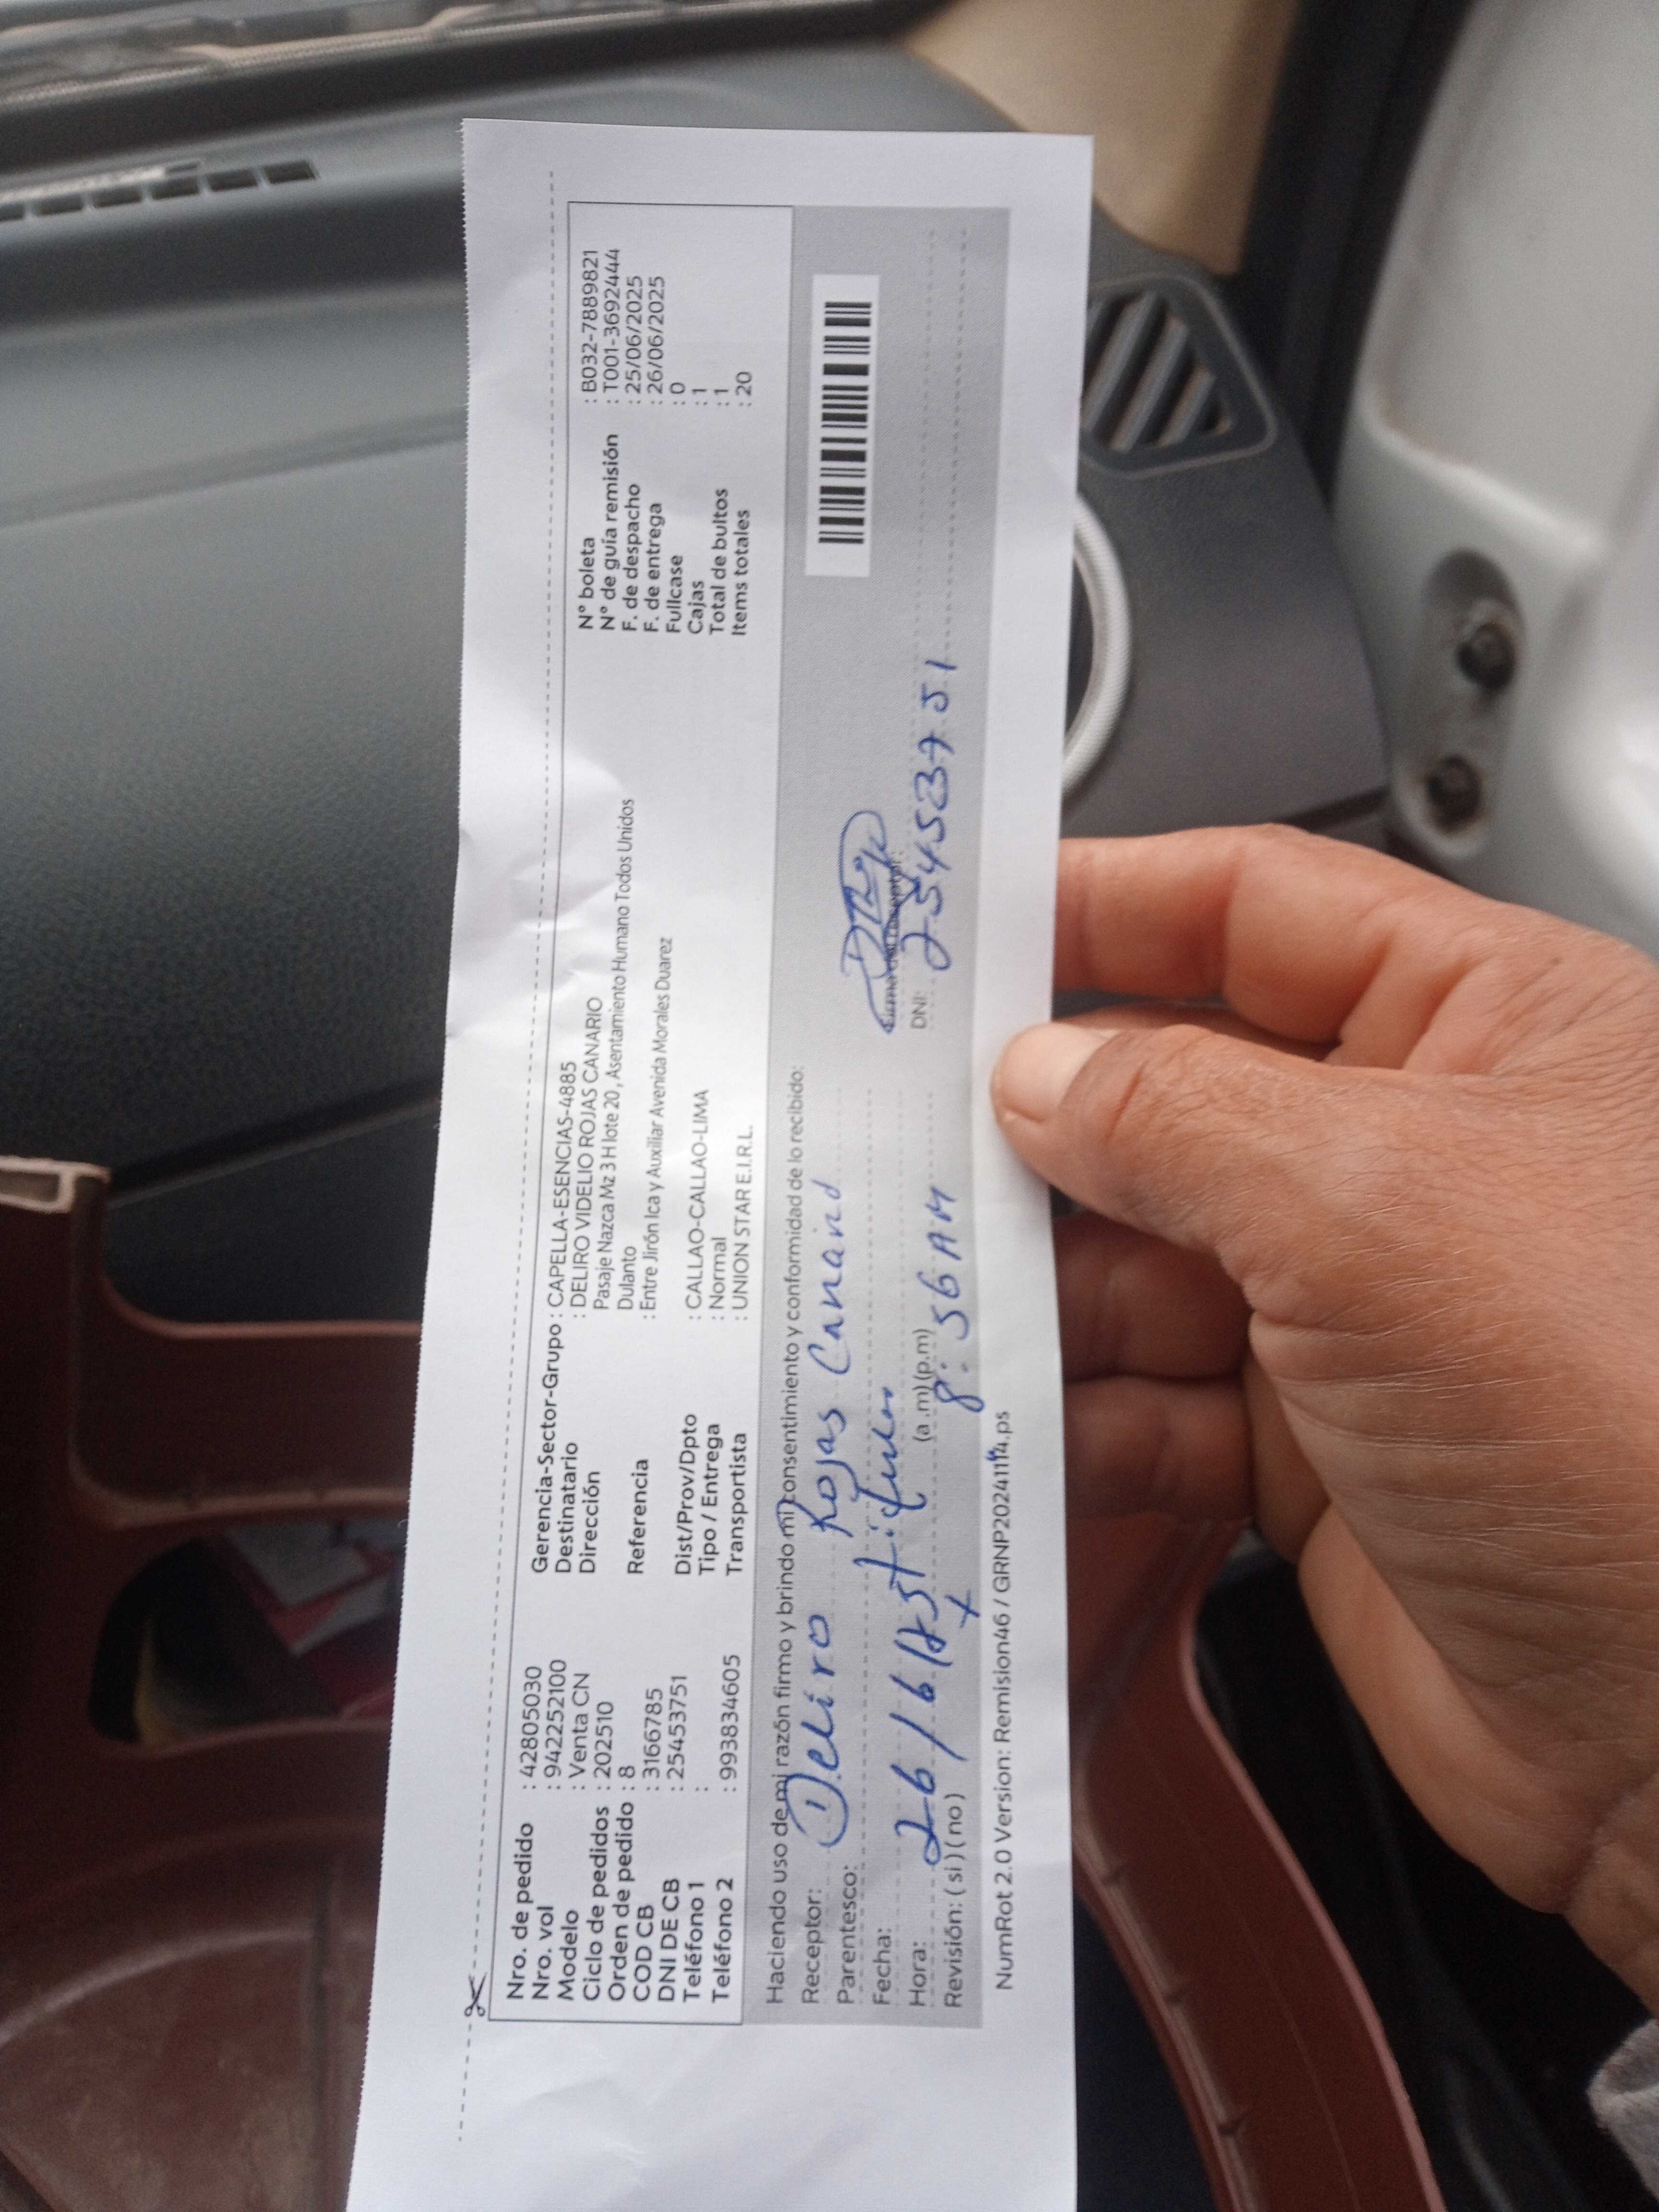 Nro. de pedido : 42805030
Nro. vol : 942252100
Modelo : Venta CN
Ciclo de pedidos : 202510
Orden de pedido : 8
COD CB : 3166785
DNI DE CB : 25453751
Teléfono 1 :
Teléfono 2 : 993834605
Gerencia-Sector-Grupo : CAPELLA-ESENCIAS-4885
Destinatario : DELIRO VIDELIO ROJAS CANARIO
Dirección Pasaje Nazca Mz 3 H lote 20 , Asentamiento Humano Todos Unidos
Dulanto
Referencia : Entre Jirón Ica y Auxiliar Avenida Morales Duarez
Dist/Prov/Dpto : CALLAO-CALLAO-LIMA
Tipo / Entrega : Normal
Transportista : UNION STAR E.I.R.L.
N° boleta : B032-7889821
N° de guía remisión : T001-3692444
F. de despacho : 25/06/2025
F. de entrega : 26/06/2025
Fullcase : 0
Cajas : 1
Total de bultos : 1
Items totales : 20
Haciendo uso de mi razón firmo y brindo mi consentimiento y conformidad de lo recibido:
Receptor: Deliro Rojas
Parentesco:
Firma del receptor:
Fecha: 26/6/
Hora: (a.m)(p.m) 8:56 AM
DNI: 25453751
Revisión: ( si ) ( no )
NumRot 2.0 Version: Remision46 / GRNP20241114.ps